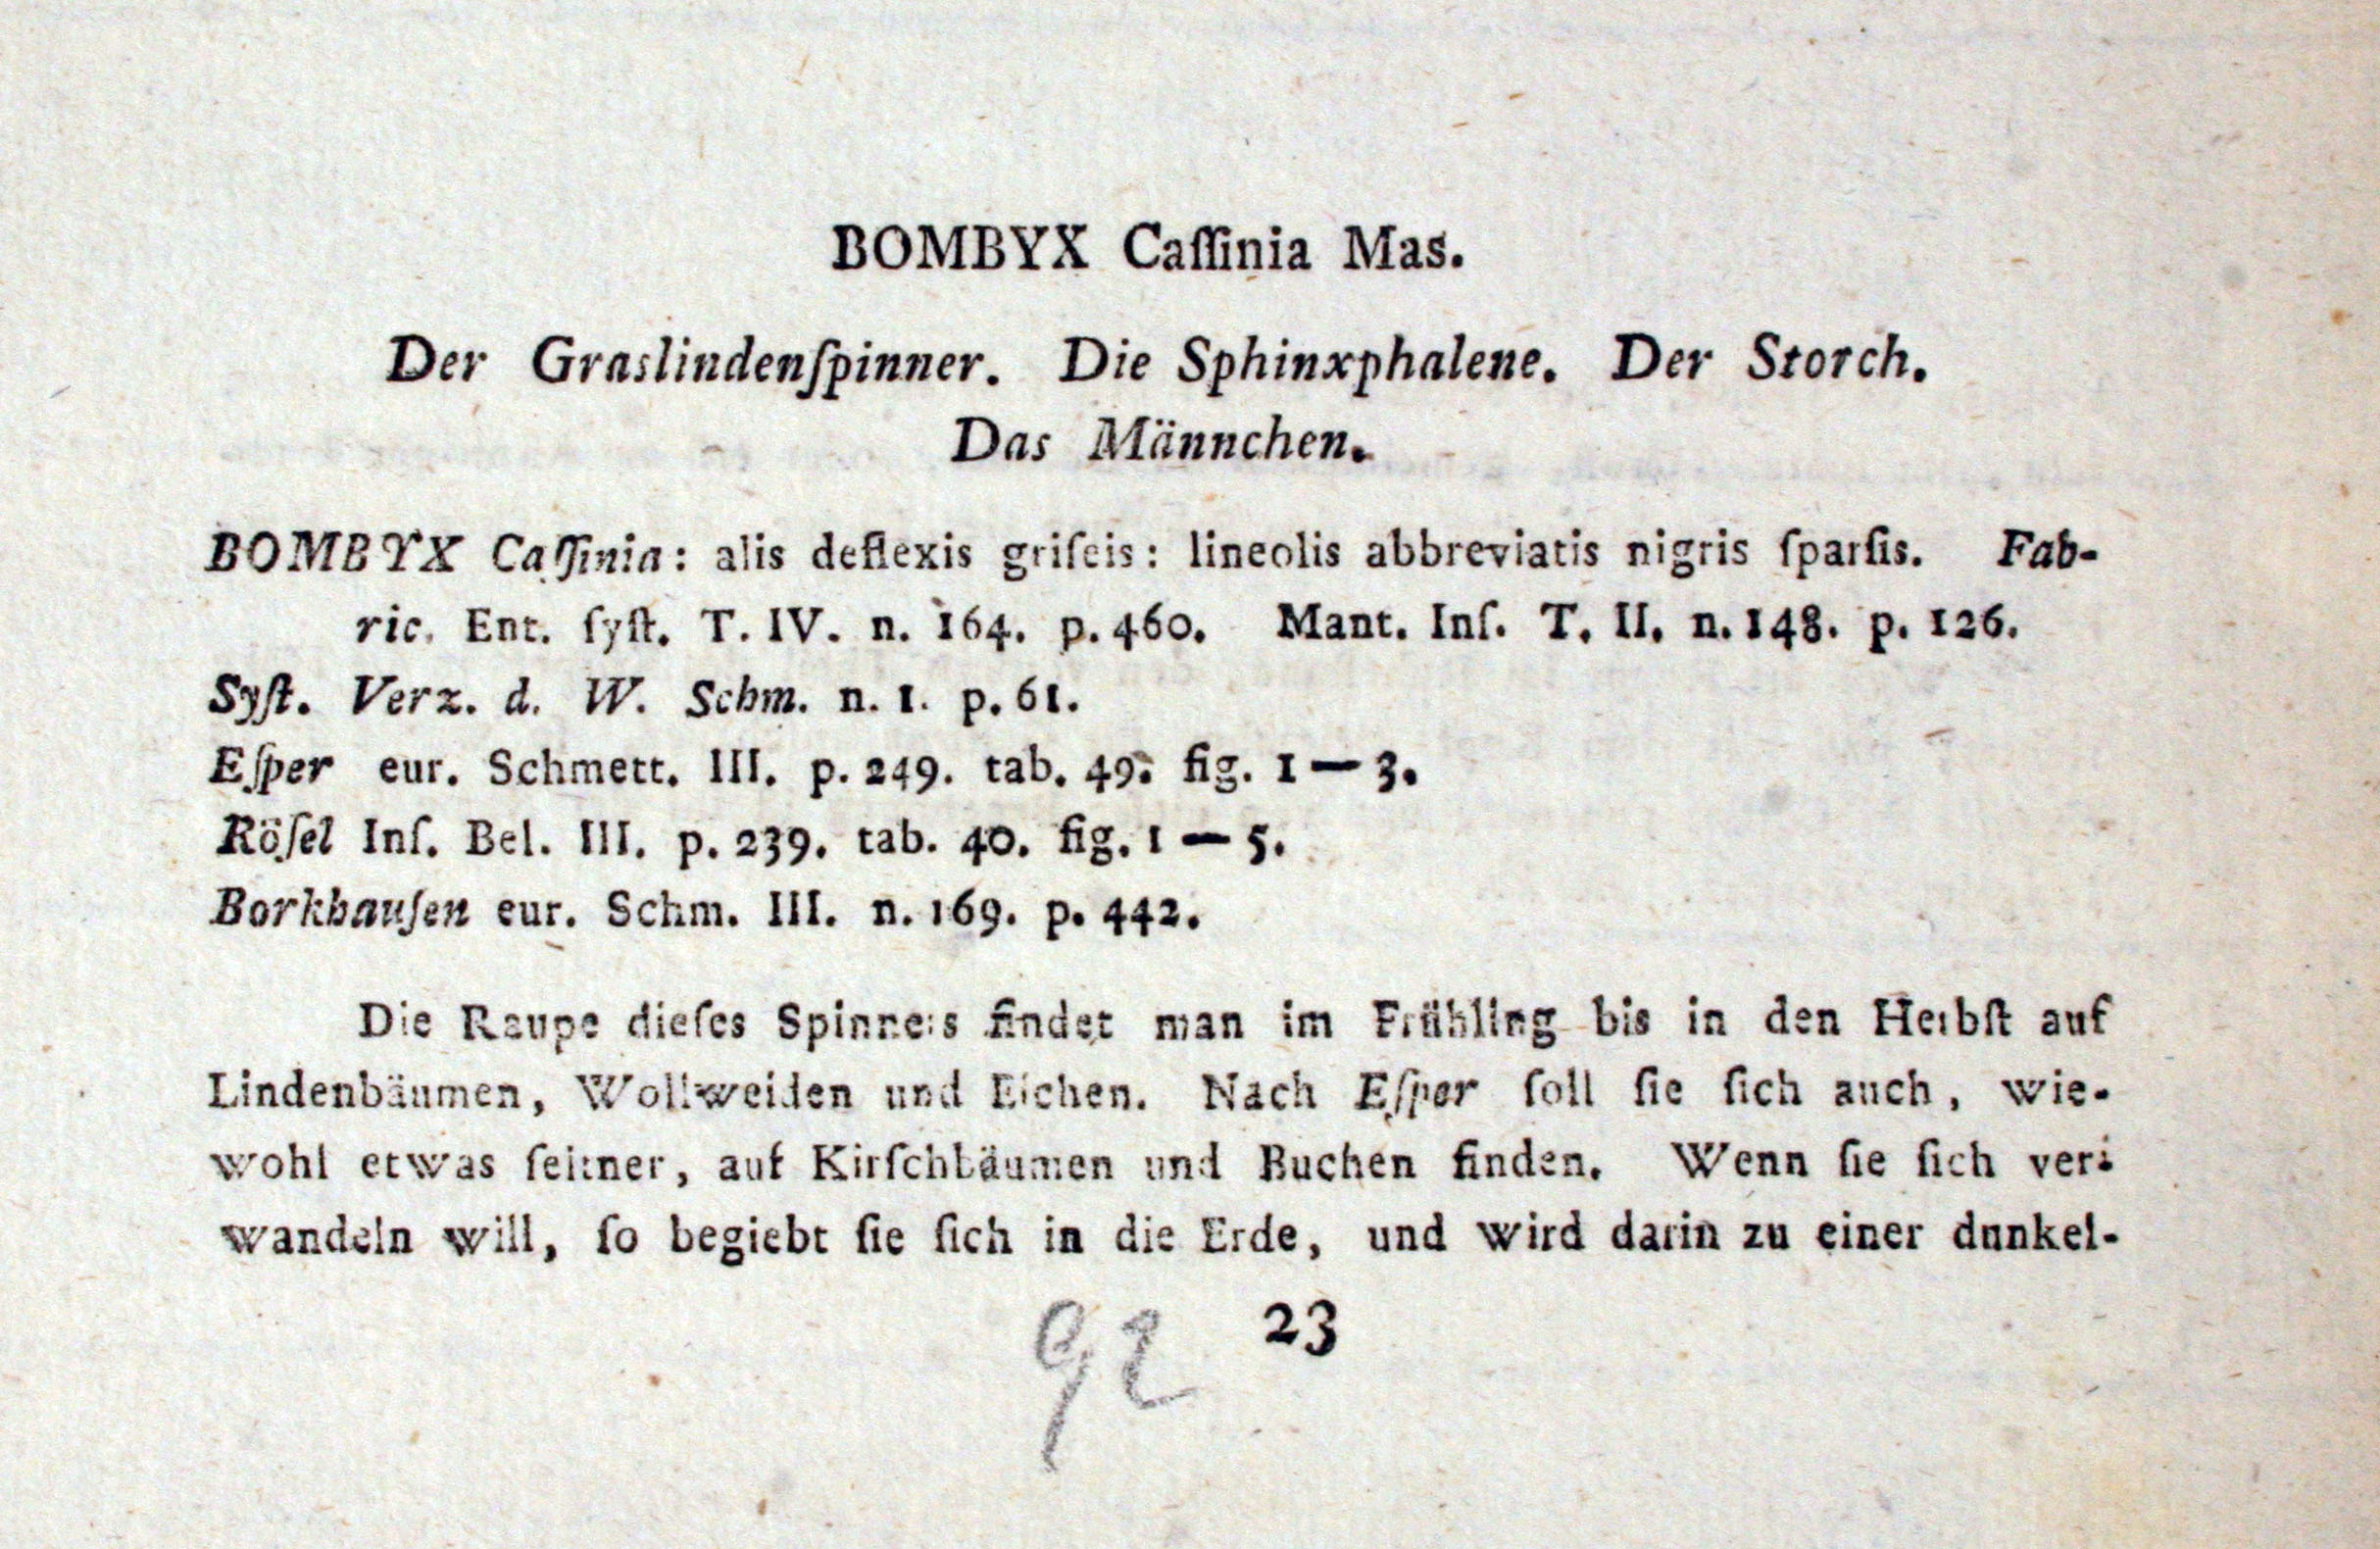 BOMBYX Caſſinia Mas.
Der Graslindenſpinner. Die Sphinxphalene. Der Storch.
Das Männchen.
BOMBYX Caſſinia: alis deflexis griſeis: lineolis abbreviatis nigris ſparſis. Fab-
ric. Ent. ſyſt. T. IV. n. 164. p. 460. Mant. Inſ. T. II. n. 148. p. 126.
Syſt. Verz. d. W. Schm. n. 1. p. 61.
Eſper eur. Schmett. III. p. 249. tab. 49. fig. 1 — 3.
Röſel Inſ. Bel. III. p. 239. tab. 40. fig. 1 — 5.
Borkhauſen eur. Schm. III. n. 169. p. 442.
Die Raupe dieſes Spinners findet man im Frühling bis in den Herbſt auf
Lindenbäumen, Wollweiden und Eichen. Nach Eſper ſoll ſie ſich auch, wie-
wohl etwas ſeltner, auf Kirſchbäumen und Buchen finden. Wenn ſie ſich ver-
wandeln will, ſo begiebt ſie ſich in die Erde, und wird darin zu einer dunkel-
92 23